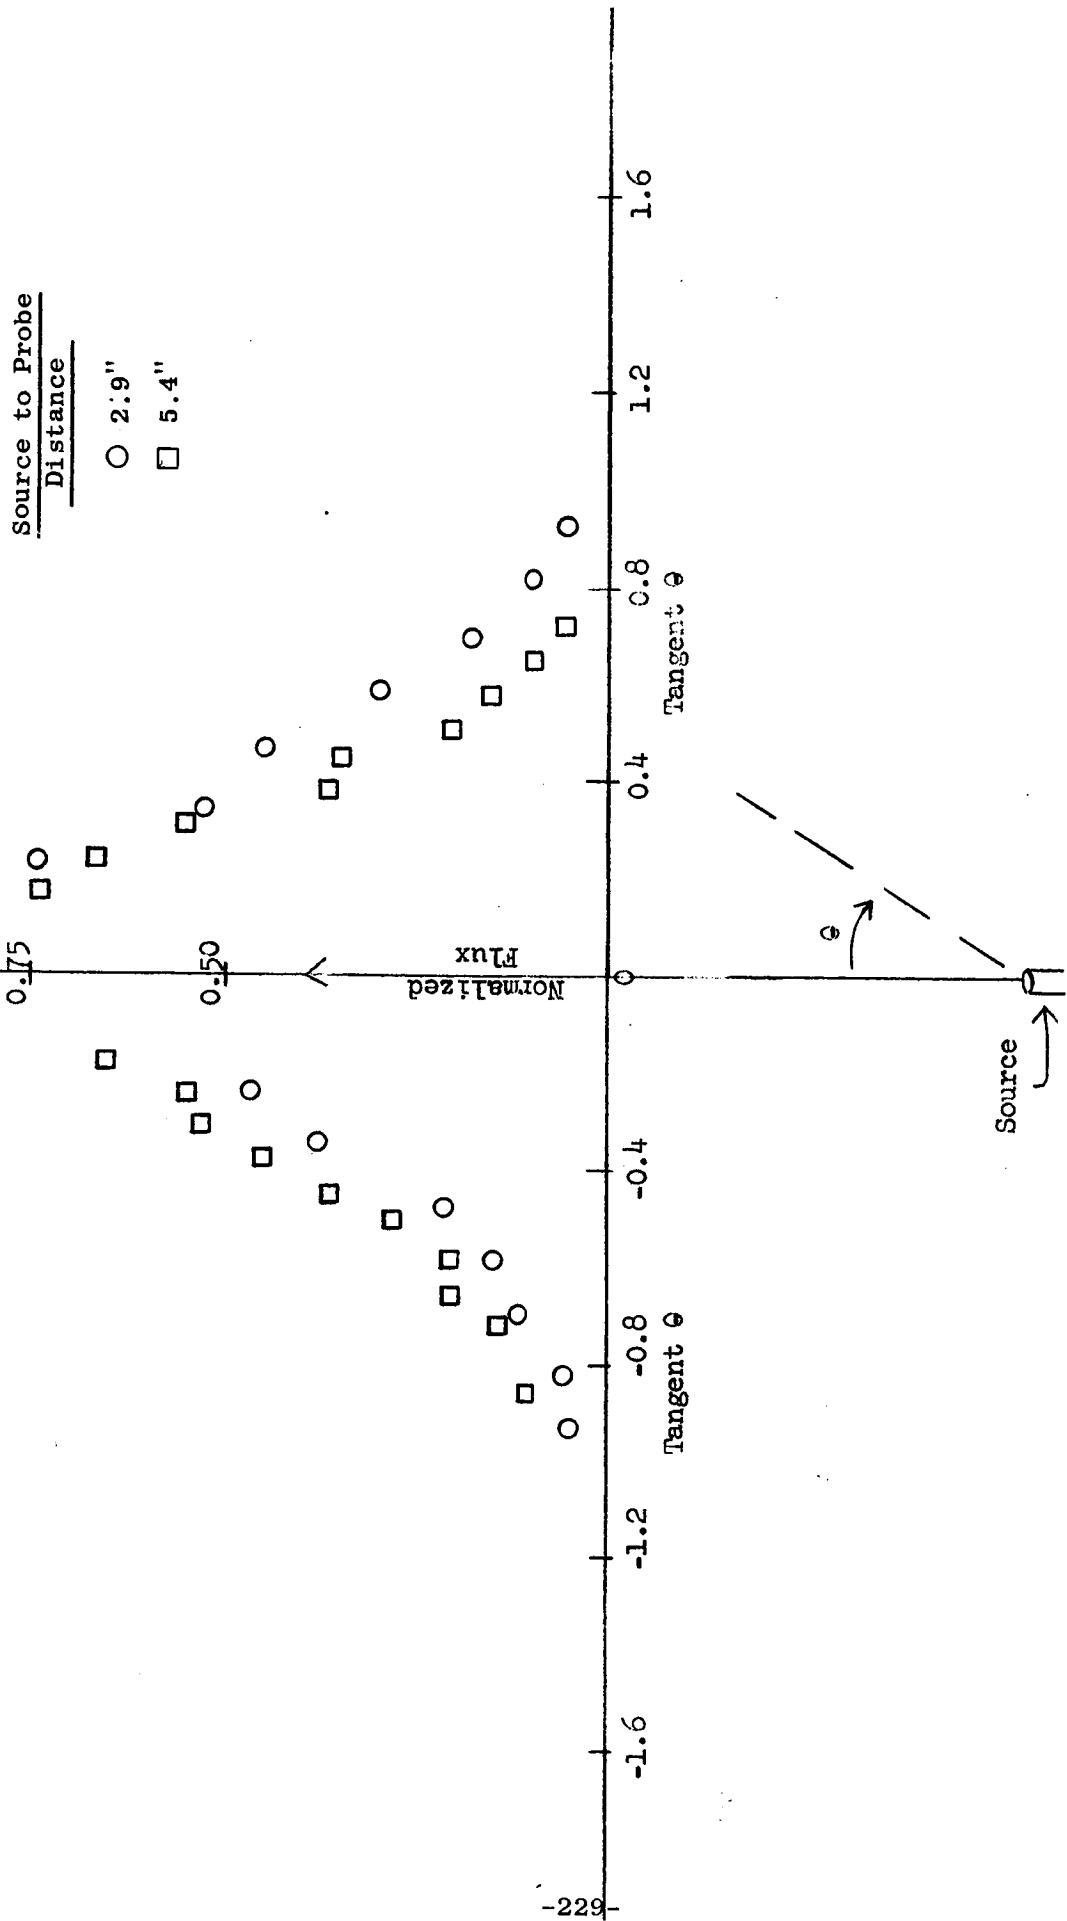 Source to Probe
Distance
2.9"
5.4"
0.75
0.50
Normalized
Flux
-1.6
-1.2
-0.8
-0.4
0
0.4
0.8
1.2
1.6
Tangent θ
Tangent θ
θ
Source
-229-